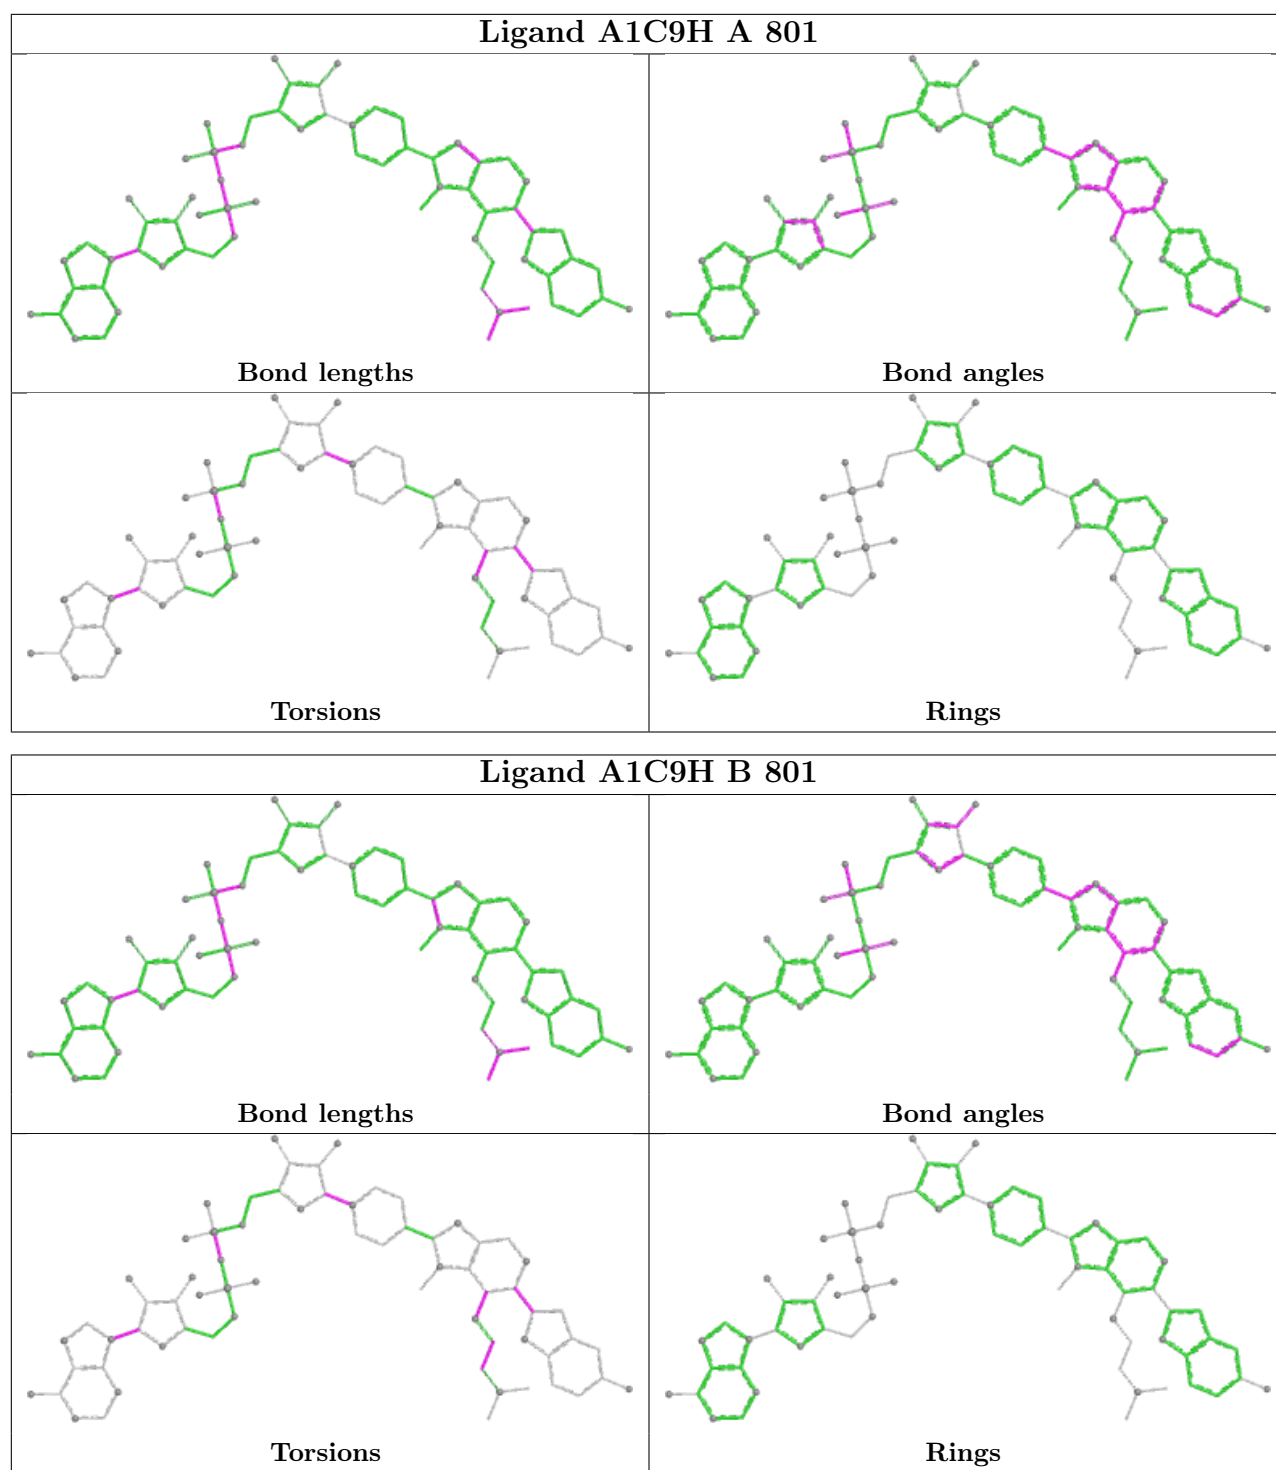 Ligand A1C9H A 801
Bond lengths
Bond angles
Torsions
Rings
Ligand A1C9H B 801
Bond lengths
Bond angles
Torsions
Rings